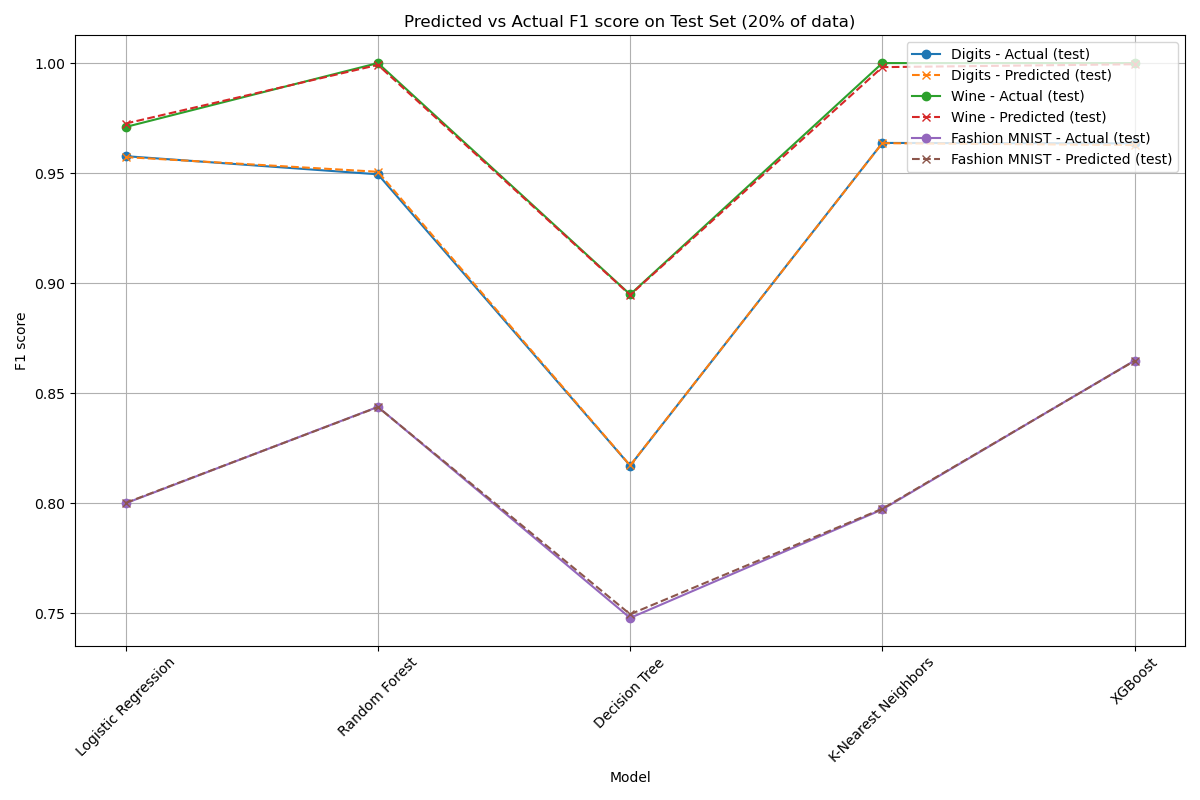 Predicted vs Actual F1 score on Test Set (20% of data)
1.00
0.95
0.90
0.85
0.80
0.75
F1 score
Digits - Actual (test)
Digits - Predicted (test)
Wine - Actual (test)
Wine - Predicted (test)
Fashion MNIST - Actual (test)
Fashion MNIST - Predicted (test)
Logistic Regression
Random Forest
Decision Tree
K-Nearest Neighbors
XGBoost
Model